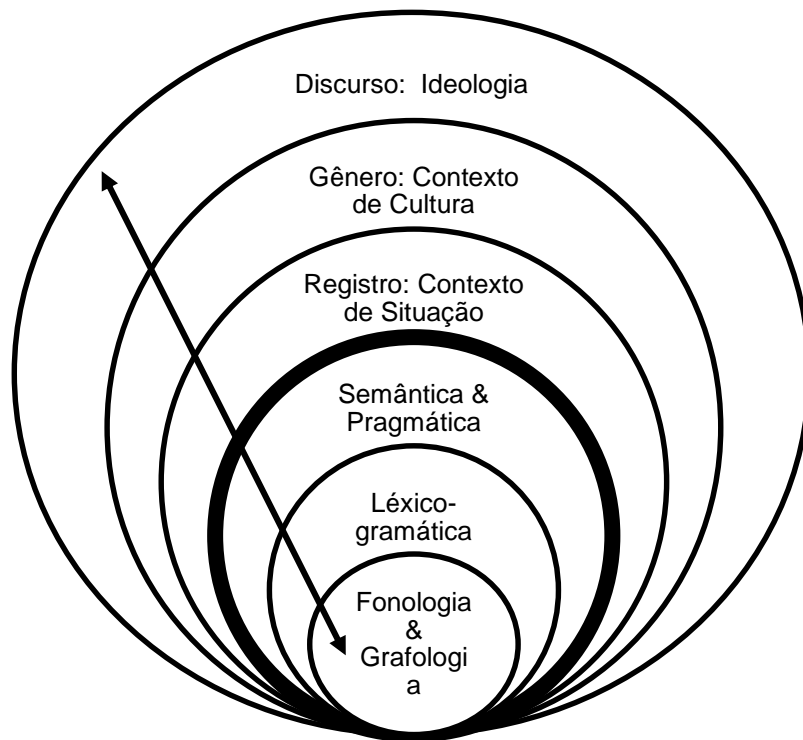 Discurso:  Ideologia
Gênero: Contexto
de Cultura
Registro: Contexto
de Situação
Semântica &
Pragmática
Léxico-
gramática
Fonologia
&
Grafologi
a